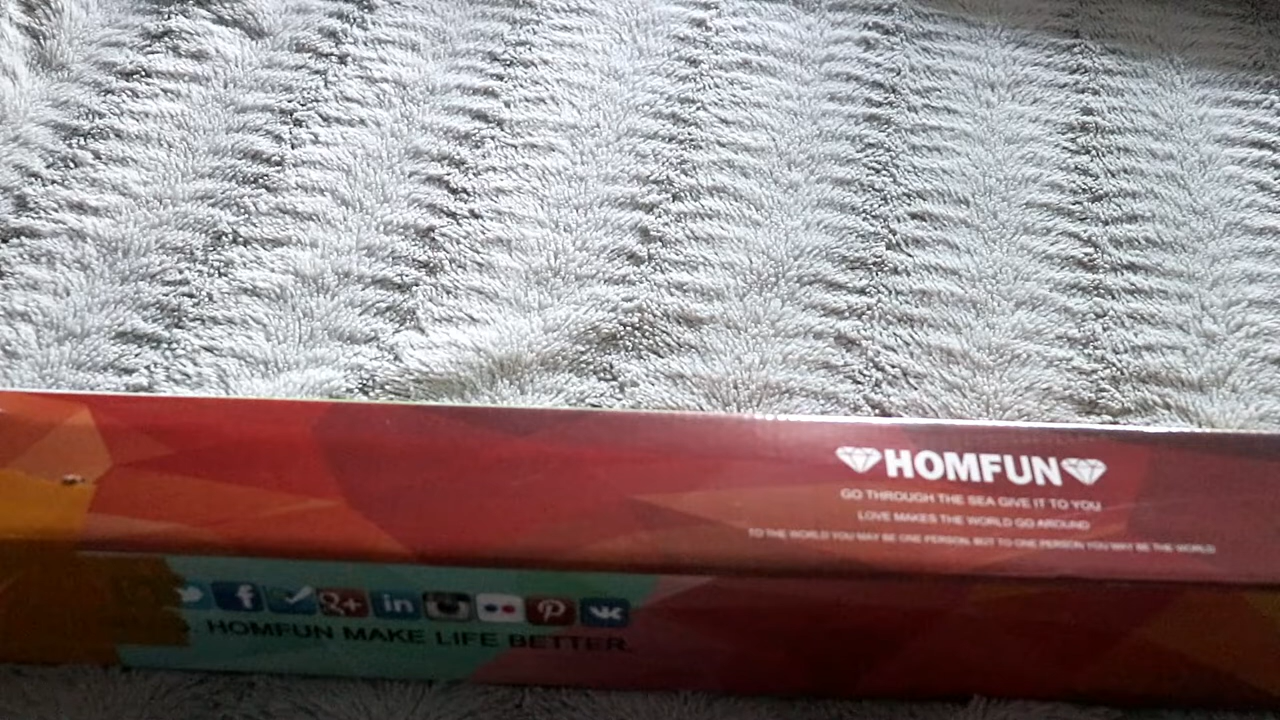 HOMFUN
GO THROUGH THE SEA GIVE IT TO YOU
LOVE MAKES THE WORLD GO AROUND
TO THE WORLD YOU MAY BE ONE PERSON, BUT TO ONE PERSON YOU MAY BE THE WORLD
f g+ in P
HOMFUN MAKE LIFE BETTER.